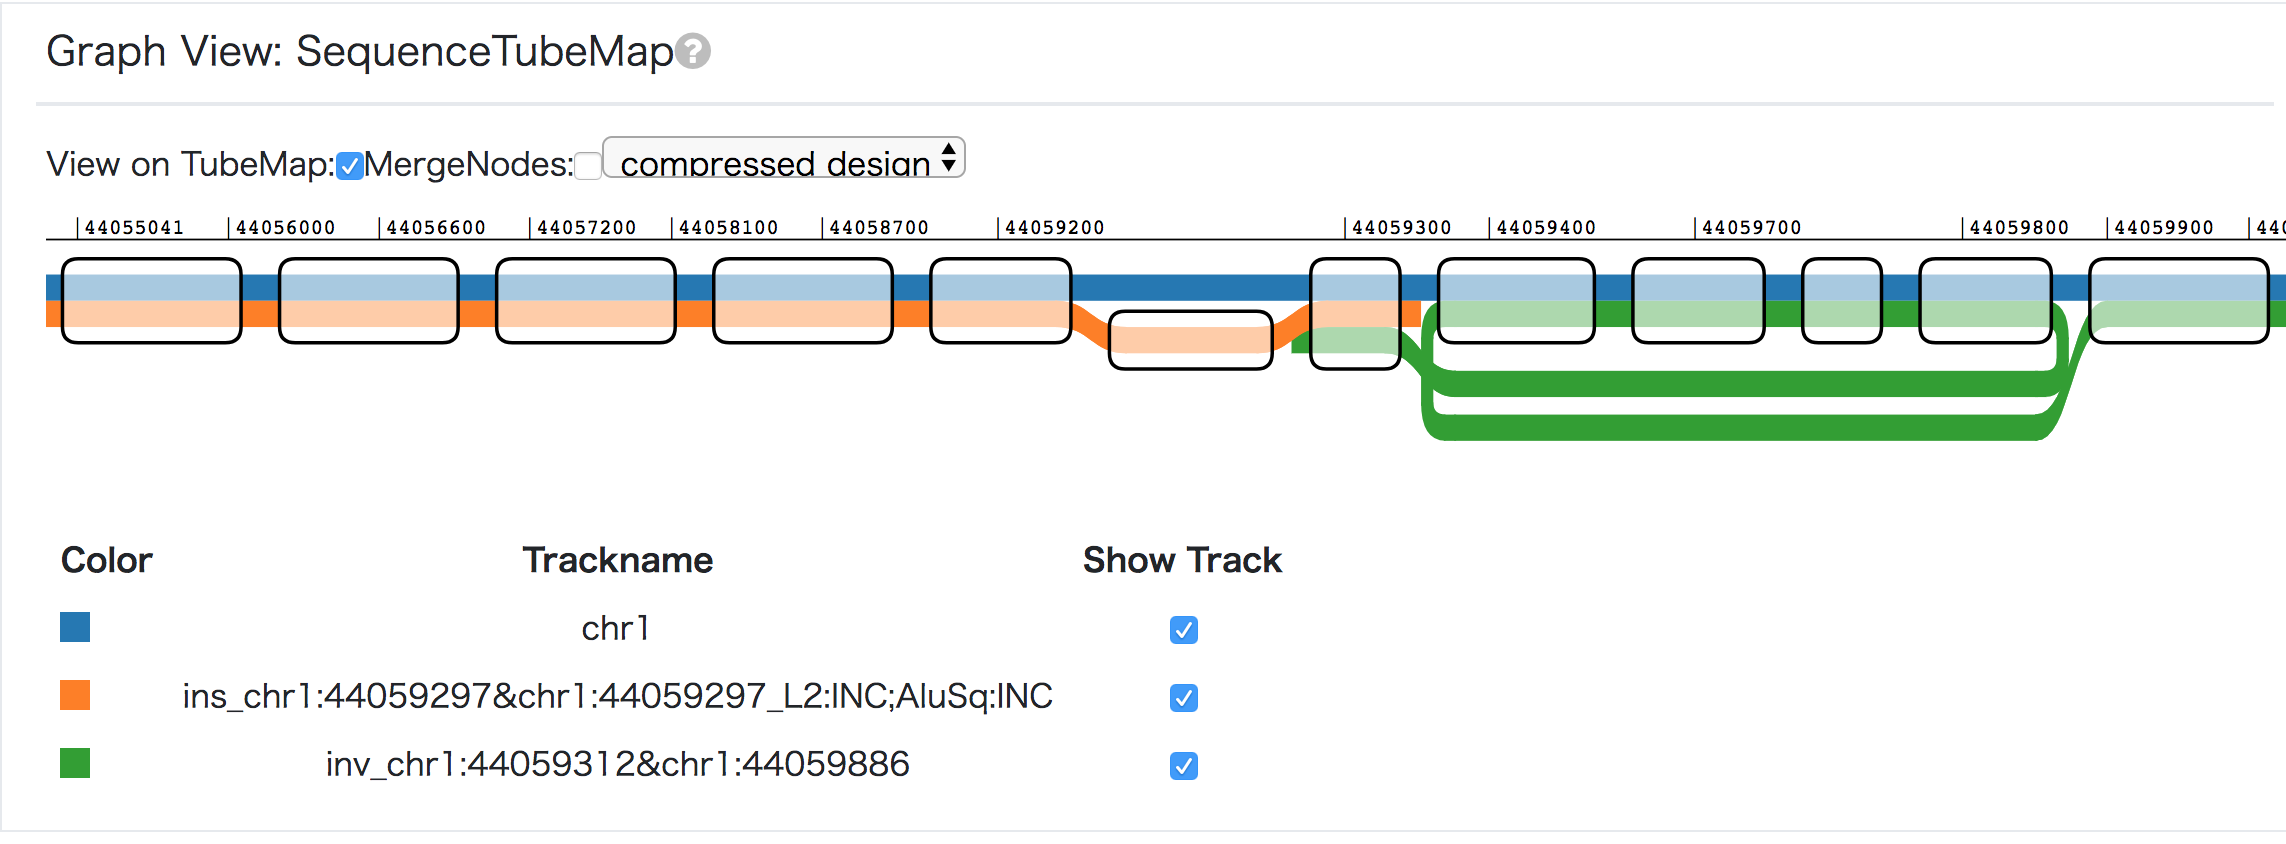 Graph View: SequenceTubeMap?
View on TubeMap: MergeNodes: compressed design
44055041 44056000 44056600 44057200 44058100 44058700 44059200 44059300 44059400 44059700 44059800 44059900 440
Color Trackname Show Track
chr1
ins_chr1:44059297&chr1:44059297_L2:INC;AluSq:INC
inv_chr1:44059312&chr1:44059886